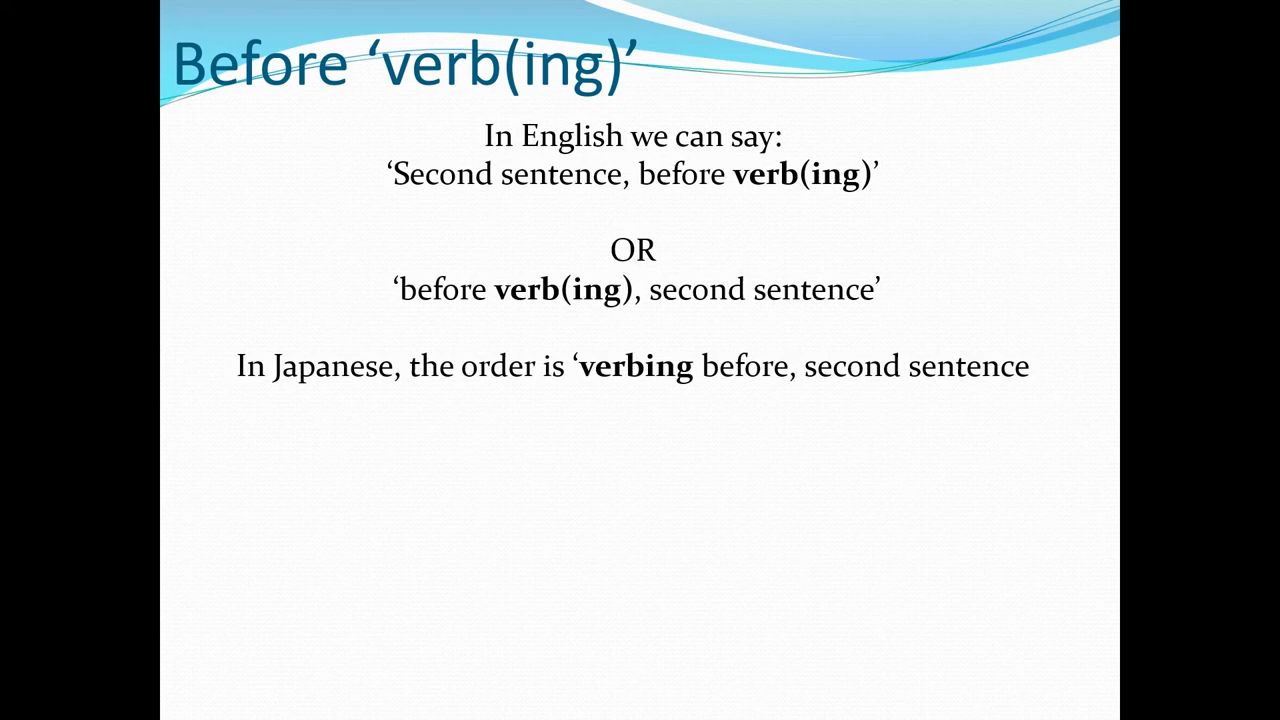 Before ‘verb(ing)’
In English we can say:
‘Second sentence, before verb(ing)’
OR
‘before verb(ing), second sentence’
In Japanese, the order is ‘verbing before, second sentence